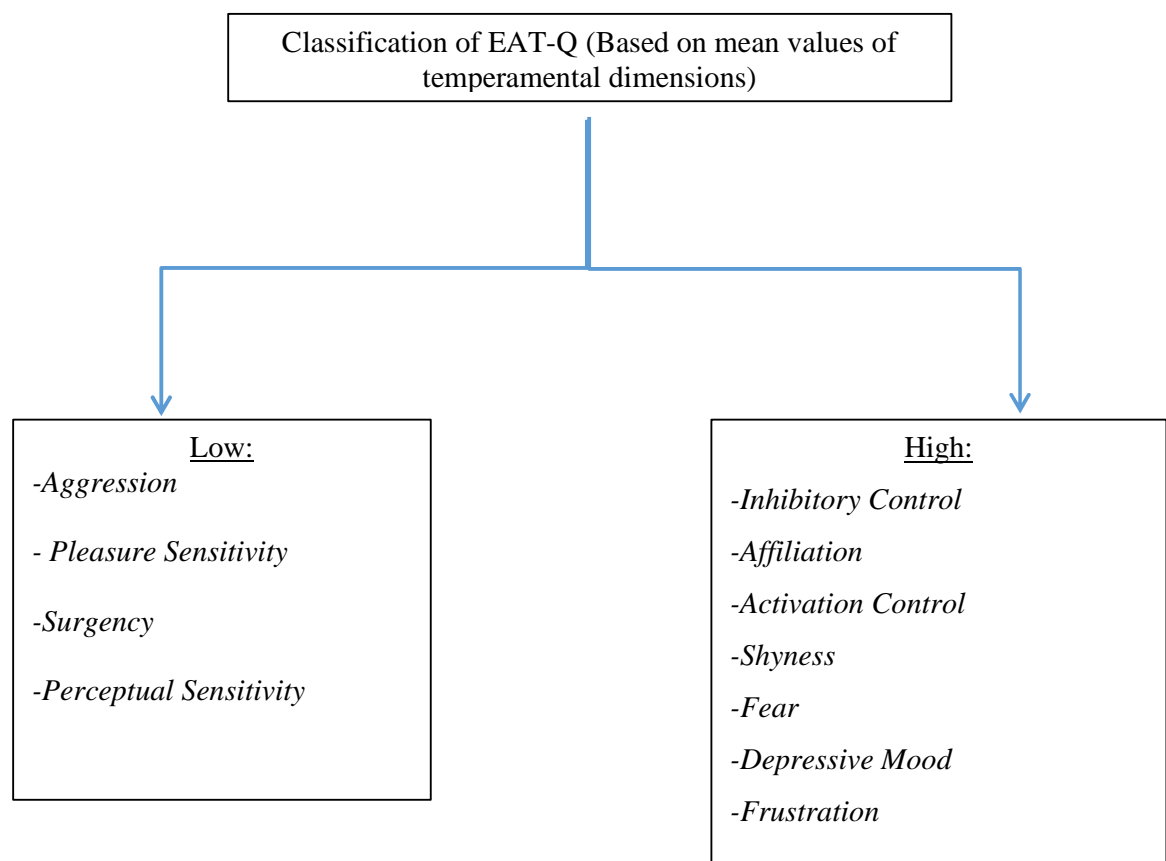 Classification of EAT-Q (Based on mean values of
temperamental dimensions)
Low:
-Aggression
- Pleasure Sensitivity
-Surgency
-Perceptual Sensitivity
High:
-Inhibitory Control
-Affiliation
-Activation Control
-Shyness
-Fear
-Depressive Mood
-Frustration